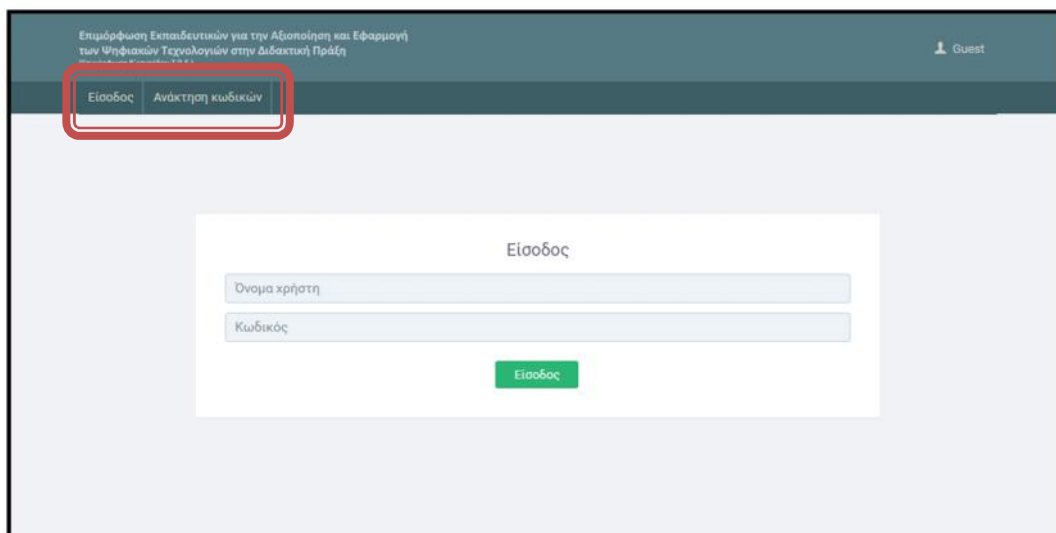 Επιμόρφωση Εκπαιδευτικών για την Αξιοποίηση και Εφαρμογή
των Ψηφιακών Τεχνολογιών στην Διδακτική Πράξη
Guest
Είσοδος
Ανάκτηση κωδικών
Είσοδος
Όνομα χρήστη
Κωδικός
Είσοδος